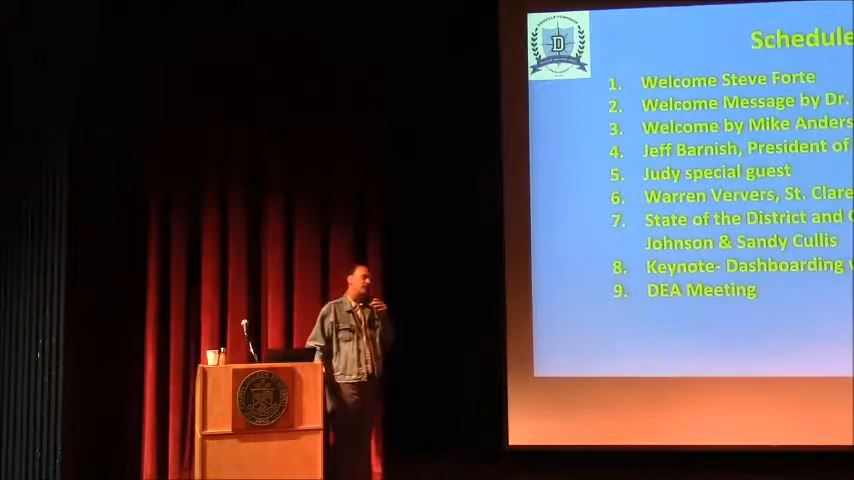 D
Schedule
1. Welcome Steve Forte
2. Welcome Message by Dr.
3. Welcome by Mike Anders
4. Jeff Barnish, President of
5. Judy special guest
6. Warren Ververs, St. Clare
7. State of the District and
Johnson & Sandy Cullis
8. Keynote- Dashboarding
9. DEA Meeting